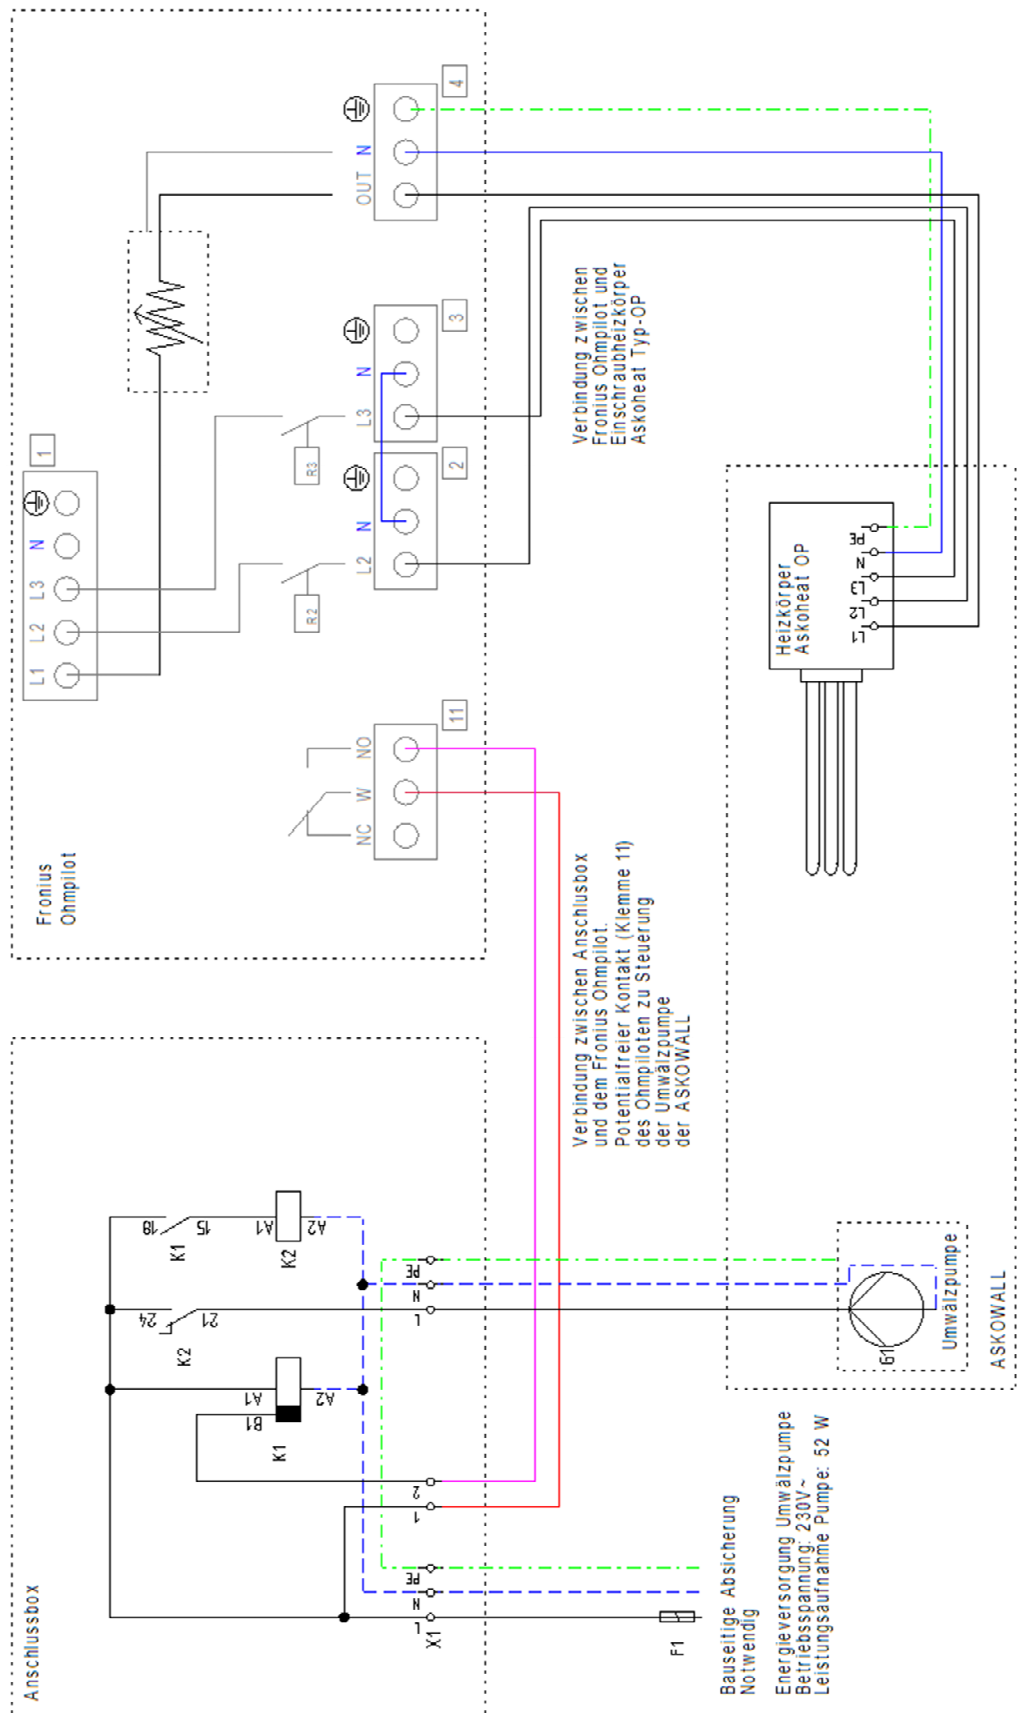 Fronius
Ohmpilot
1
L1
L2
L3
N
4
OUT
N
3
L3
N
2
L2
N
R3
R2
11
NC
W
NO
Verbindung zwischen
Fronius Ohmpilot und
Einschraubheizkörper
Askoheat Typ-OP
Heizkörper
Askoheat OP
L1
L2
L3
N
PE
Verbindung zwischen Anschlusbox
und dem Fronius Ohmpilot.
Potentialfreier Kontakt (Klemme 11)
des Ohmpiloten zu Steuerung
der Umwälzpumpe
der ASKOWALL
Anschlussbox
18
15
K1
A1
A2
K2
24
21
K2
A1
A2
B1
K1
PE
N
L
2
1
PE
N
L
X1
F1
G1
Umwälzpumpe
ASKOWALL
Bauseitige Absicherung
Notwendig
Energieversorgung Umwälzpumpe
Betriebsspannung: 230V~
Leistungsaufnahme Pumpe: 52 W